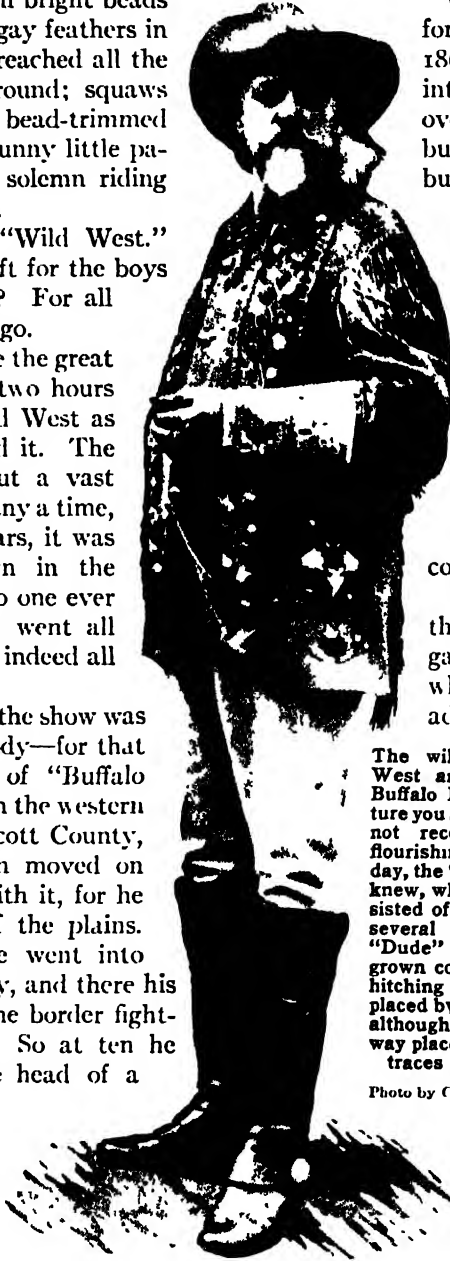 bright beads
gay feathers in
reached all the
round; squaws
bead-trimmed
unny little pa-
solemn riding
"Wild West."
ft for the boys
? For all
go.
e the great
two hours
l West as
d it. The
ut a vast
ny a time,
ars, it was
n in the
o one ever
went all
indeed all
the show was
dy—for that
of "Buffalo
n the western
cott County,
n moved on
ith it, for he
f the plains.
e went into
y, and there his
he border fight-
So at ten he
e head of a
for
180
int
ov
bu
bu
co
th
ga
wh
ad
The wil
West an
Buffalo
ture you
not rec
flourishi
day, the
knew, wh
sisted of
several
"Dude"
grown co
hitching
placed by
although
way plac
traces
Photo by C